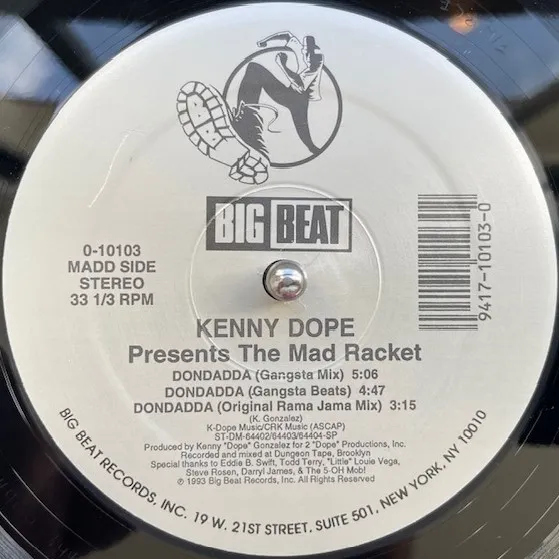 BIG BEAT
0-10103
MADD SIDE
STEREO
33 1/3 RPM
9417-10103-0
KENNY DOPE
Presents The Mad Racket
DONDADDA (Gangsta Mix) 5:06
DONDADDA (Gangsta Beats) 4:47
DONDADDA (Original Rama Jama Mix) 3:15
(K. Gonzalez)
K-Dope Music/CRK Music (ASCAP)
ST-DM-64402/64403/64404-SP
Produced by Kenny "Dope" Gonzalez for 2 "Dope" Productions, Inc.
Recorded and mixed at Dungeon Tape, Brooklyn
Special thanks to Eddie B. Swift, Todd Terry, "Little" Louie Vega,
Steve Rosen, Darryl James, & The 5-OH Mob!
℗ © 1993 Big Beat Records, Inc. All Rights Reserved.
BIG BEAT RECORDS, INC. 19 W. 21ST STREET, SUITE 501, NEW YORK, NY 10010